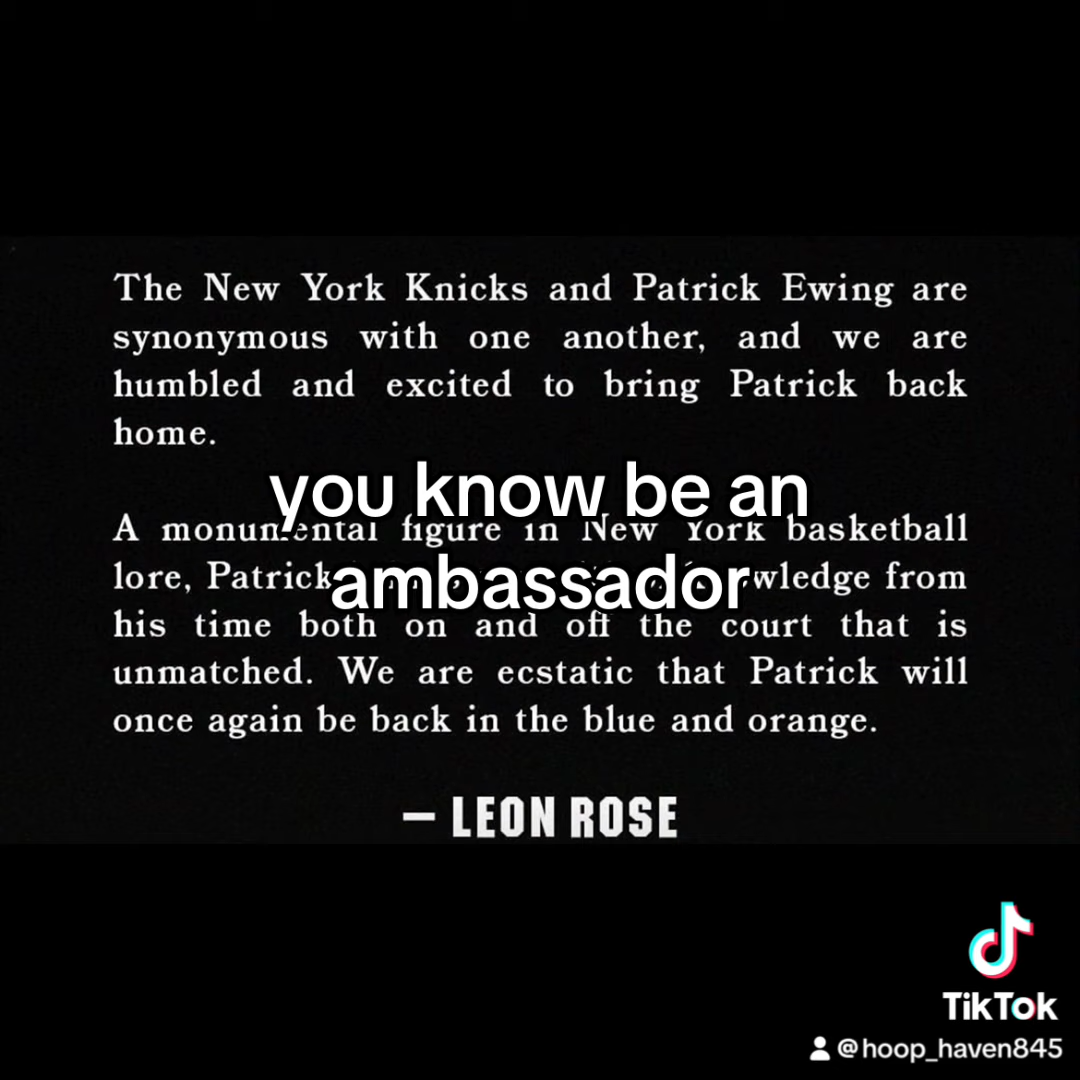 The New York Knicks and Patrick Ewing are
synonymous with one another, and we are
humbled and excited to bring Patrick back
home.
you know be an
A monumental figure in New York basketball
lore, Patrick
ambassador
from
his time both on and off the court that is
unmatched. We are ecstatic that Patrick will
once again be back in the blue and orange.
— LEON ROSE
TikTok
@hoop_haven845